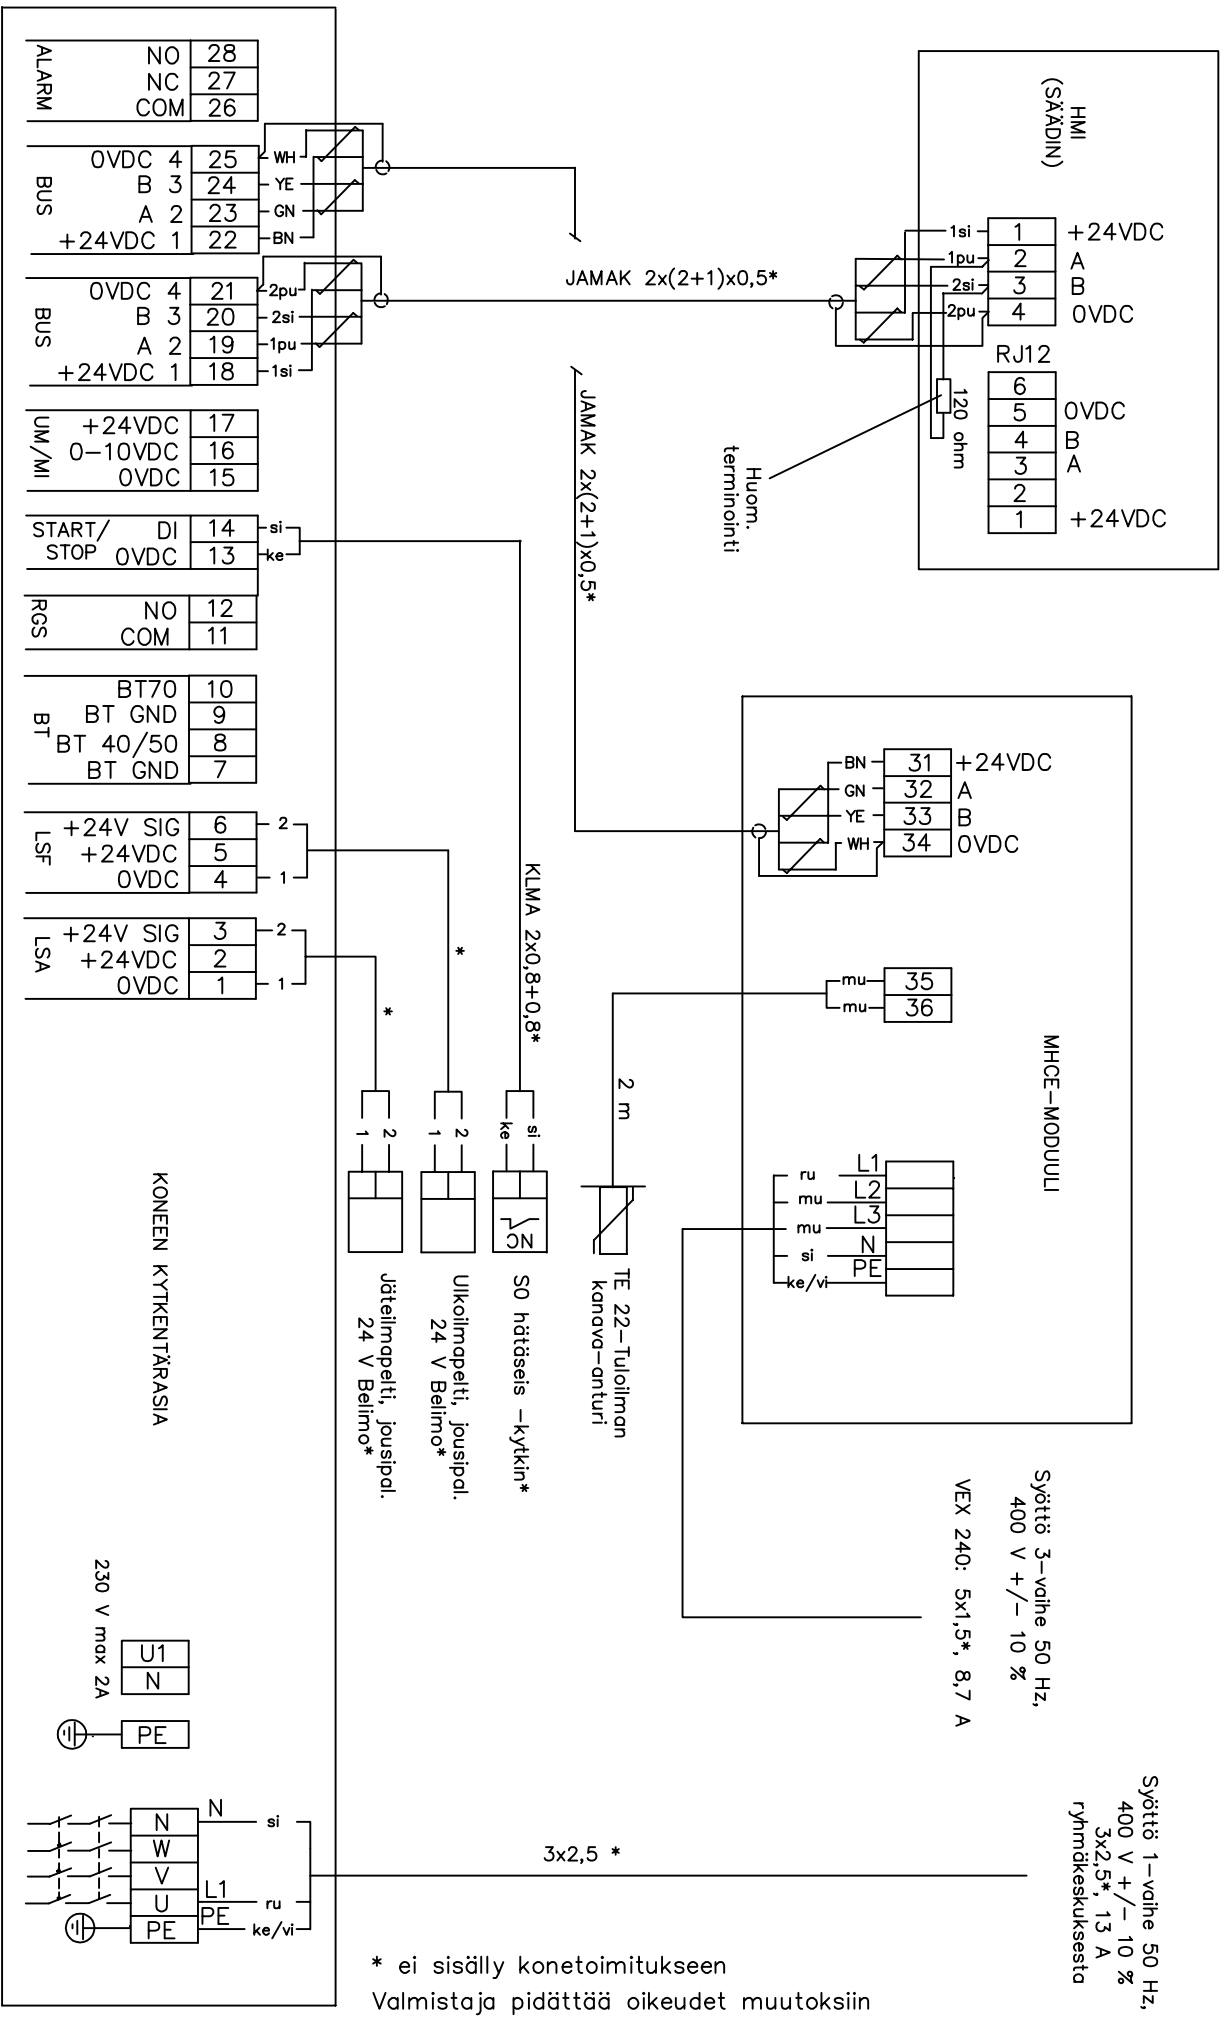 ALARM
NO 28
NC 27
COM 26
BUS
0VDC 4 25 WH
B 3 24 YE
A 2 23 GN
+24VDC 1 22 BN
BUS
0VDC 4 21 2pu
B 3 20 2si
A 2 19 1pu
+24VDC 1 18 1si
UM/MI
+24VDC 17
0-10VDC 16
0VDC 15
START/ DI 14 si
STOP 0VDC 13 ke
RGS
NO 12
COM 11
BT
BT70 10
BT GND 9
BT 40/50 8
BT GND 7
LSF
+24V SIG 6 2
+24VDC 5
0VDC 4 1
LSA
+24V SIG 3 2
+24VDC 2
0VDC 1 1
KONEEN KYTKENTÄRASIA
230 V max 2A
U1
N
PE
N N si
W
V
U L1 ru
PE PE ke/vi
JAMAK 2x(2+1)x0,5*
JAMAK 2x(2+1)x0,5*
KLMA 2x0,8+0,8*
*
*
HMI
(SÄÄDIN)
1si 1 +24VDC
1pu 2 A
2si 3 B
2pu 4 0VDC
RJ12
6
5 0VDC
4 B
3 A
2
1 +24VDC
120 ohm
Huom.
terminointi
MHCE-MODUULI
BN 31 +24VDC
GN 32 A
YE 33 B
WH 34 0VDC
mu 35
mu 36
2 m
ru L1
mu L2
mu L3
si N
ke/vi PE
1 2
1 2
ke si
NC
TE 22-Tuloilman
kanava-anturi
S0 hätäseis -kytkin*
Ulkoilmapelti, jousipal.
24 V Belimo*
Jäteilmapelti, jousipal.
24 V Belimo*
Syöttö 3-vaihe 50 Hz,
400 V +/- 10 %
VEX 240: 5x1,5*, 8,7 A
Syöttö 1-vaihe 50 Hz,
400 V +/- 10 %
3x2,5*, 13 A
ryhmäkeskuksesta
3x2,5 *
* ei sisälly konetoimitukseen
Valmistaja pidättää oikeudet muutoksiin